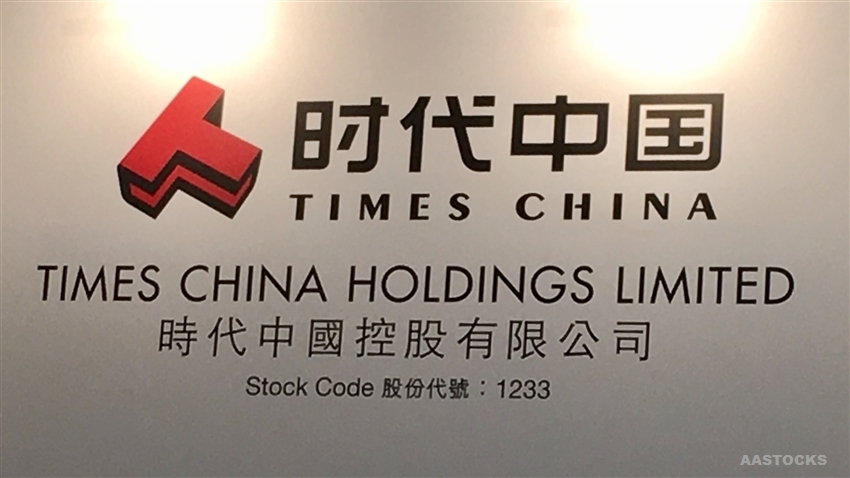 时代中国
TIMES CHINA
TIMES CHINA HOLDINGS LIMITED
時代中國控股有限公司
Stock Code 股份代號：1233
AASTOCKS